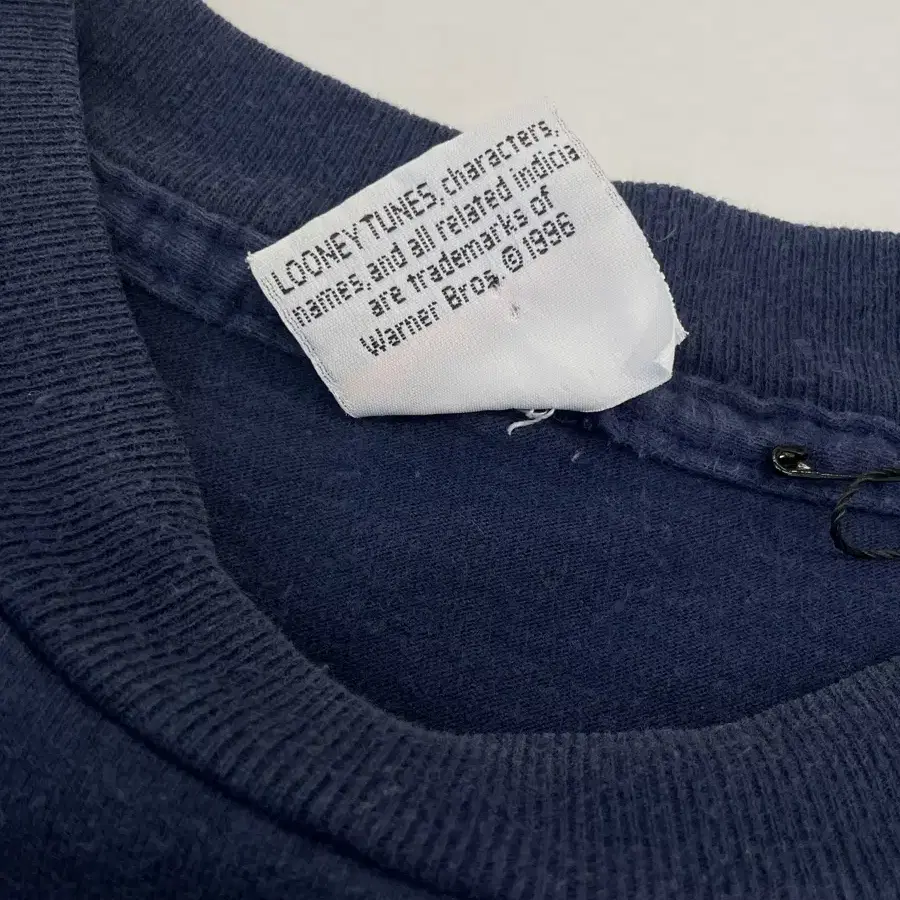 LOONEY TUNES, characters,
names, and all related indicia
are trademarks of
Warner Bros. © 1996